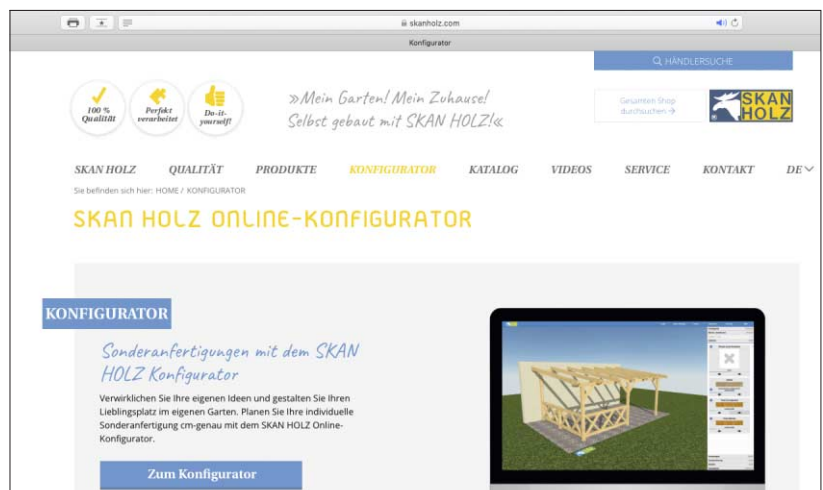 skanholz.com
Konfigurator
HÄNDLERSUCHE
100 %
Qualität
Perfekt
verarbeitet
Do-it-
yourself!
»Mein Garten! Mein Zuhause!
Selbst gebaut mit SKAN HOLZ!«
Gesamten Shop
durchsuchen →
SKAN
HOLZ
SKAN HOLZ QUALITÄT PRODUKTE KONFIGURATOR KATALOG VIDEOS SERVICE KONTAKT DE
Sie befinden sich hier: HOME / KONFIGURATOR
SKAN HOLZ ONLINE-KONFIGURATOR
KONFIGURATOR
Sonderanfertigungen mit dem SKAN
HOLZ Konfigurator
Verwirklichen Sie Ihre eigenen Ideen und gestalten Sie Ihren
Lieblingsplatz im eigenen Garten. Planen Sie Ihre individuelle
Sonderanfertigung cm-genau mit dem SKAN HOLZ Online-
Konfigurator.
Zum Konfigurator